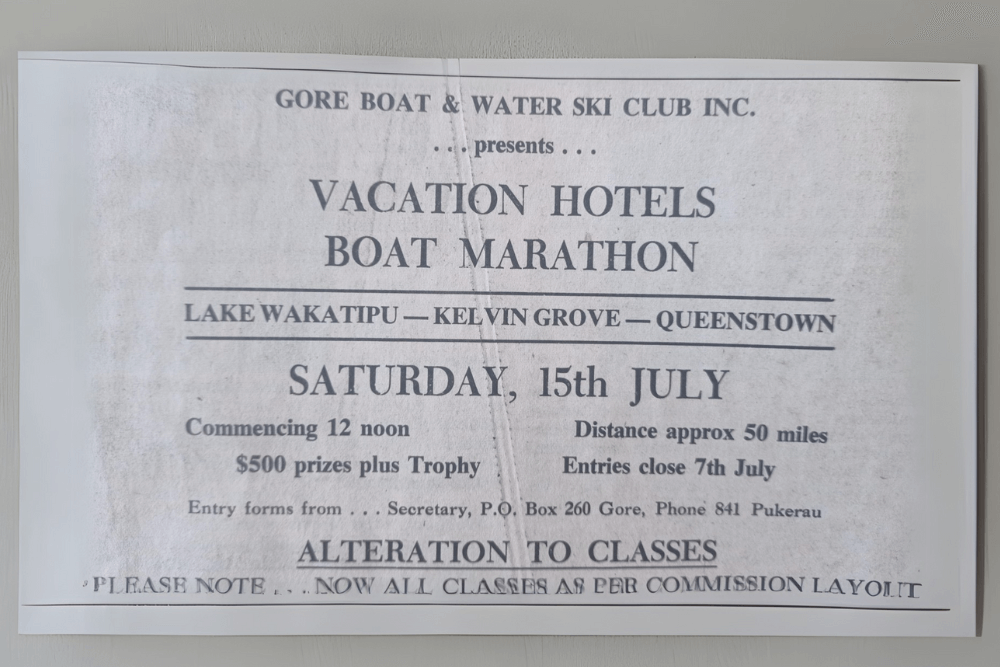 GORE BOAT & WATER SKI CLUB INC.
. . . presents . . .
VACATION HOTELS
BOAT MARATHON
LAKE WAKATIPU — KELVIN GROVE — QUEENSTOWN
SATURDAY, 15th JULY
Commencing 12 noon Distance approx 50 miles
$500 prizes plus Trophy Entries close 7th July
Entry forms from . . . Secretary, P.O. Box 260 Gore, Phone 841 Pukerau
ALTERATION TO CLASSES
PLEASE NOTE . . . NOW ALL CLASSES AS PER COMMISSION LAYOUT